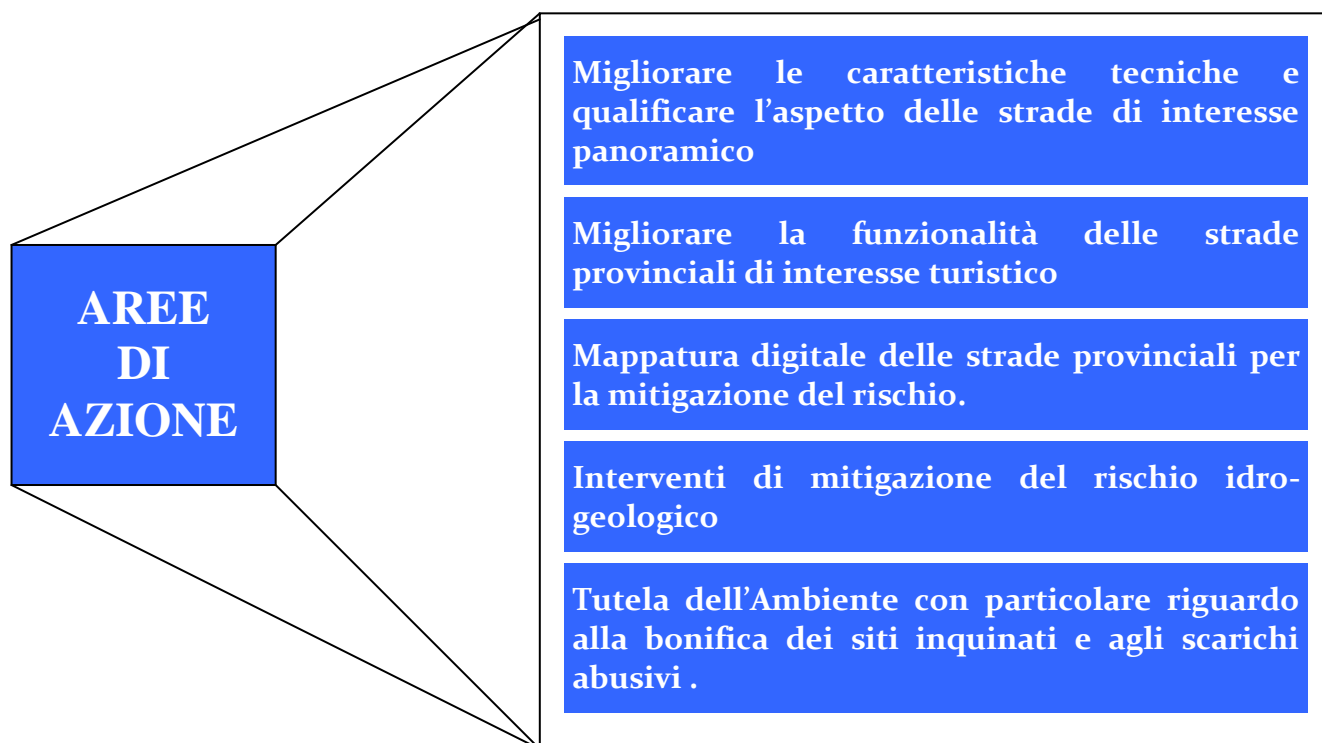 AREE
DI
AZIONE
Migliorare le caratteristiche tecniche e
qualificare l’aspetto delle strade di interesse
panoramico
Migliorare la funzionalità delle strade
provinciali di interesse turistico
Mappatura digitale delle strade provinciali per
la mitigazione del rischio.
Interventi di mitigazione del rischio idro-
geologico
Tutela dell’Ambiente con particolare riguardo
alla bonifica dei siti inquinati e agli scarichi
abusivi .